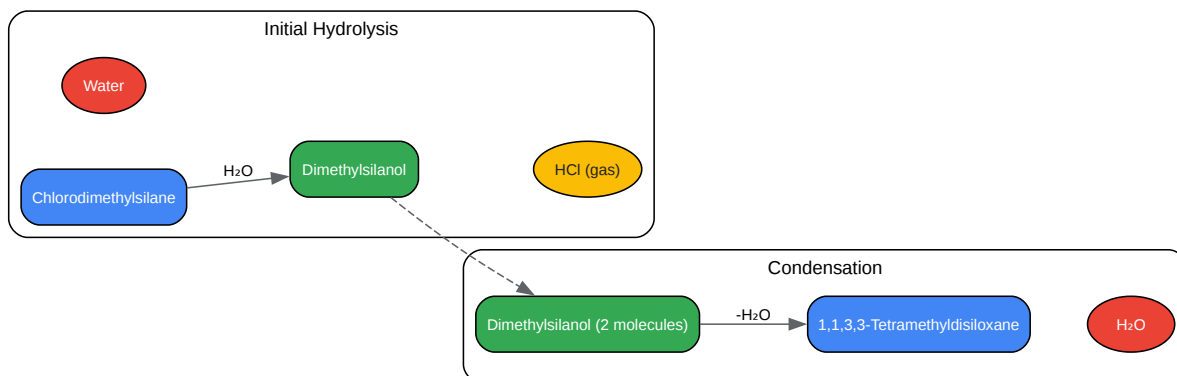 Initial Hydrolysis
Water
Chlorodimethylsilane
H₂O
Dimethylsilanol
HCl (gas)
Condensation
Dimethylsilanol (2 molecules)
-H₂O
1,1,3,3-Tetramethyldisiloxane
H₂O